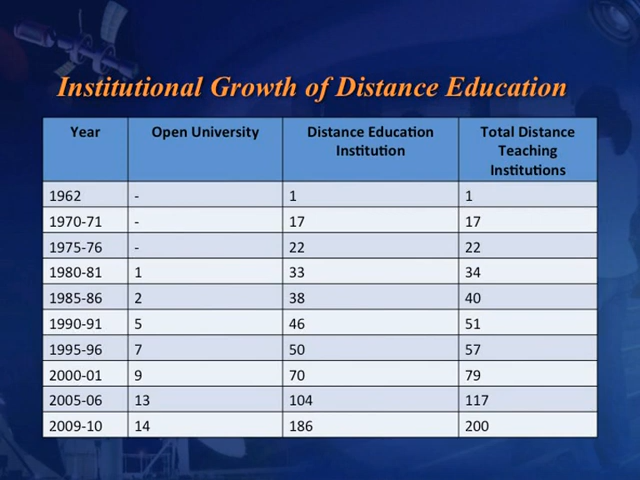 Institutional Growth of Distance Education
Year Open University Distance Education Institution Total Distance Teaching Institutions
1962 - 1 1
1970-71 - 17 17
1975-76 - 22 22
1980-81 1 33 34
1985-86 2 38 40
1990-91 5 46 51
1995-96 7 50 57
2000-01 9 70 79
2005-06 13 104 117
2009-10 14 186 200